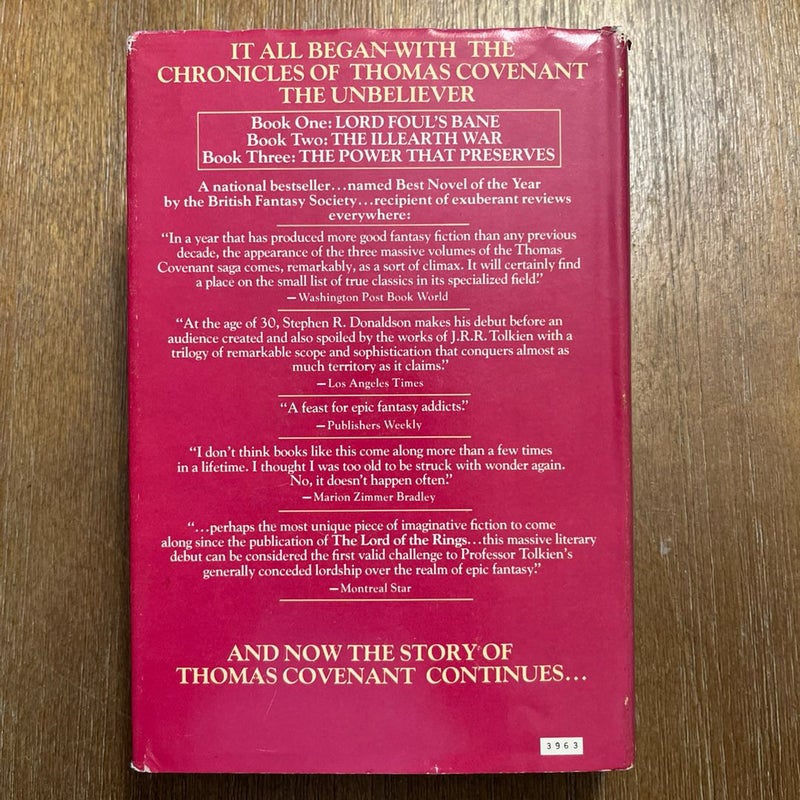 IT ALL BEGAN WITH THE
CHRONICLES OF THOMAS COVENANT
THE UNBELIEVER
Book One: LORD FOUL'S BANE
Book Two: THE ILLEARTH WAR
Book Three: THE POWER THAT PRESERVES
A national bestseller...named Best Novel of the Year
by the British Fantasy Society...recipient of exuberant reviews
everywhere:
“In a year that has produced more good fantasy fiction than any previous
decade, the appearance of the three massive volumes of the Thomas
Covenant saga comes, remarkably, as a sort of climax. It will certainly find
a place on the small list of true classics in its specialized field.”
—Washington Post Book World
“At the age of 30, Stephen R. Donaldson makes his debut before an
audience created and also spoiled by the works of J.R.R. Tolkien with a
trilogy of remarkable scope and sophistication that conquers almost as
much territory as it claims.”
—Los Angeles Times
“A feast for epic fantasy addicts.”
—Publishers Weekly
“I don't think books like this come along more than a few times
in a lifetime. I thought I was too old to be struck with wonder again.
No, it doesn't happen often.”
—Marion Zimmer Bradley
“...perhaps the most unique piece of imaginative fiction to come
along since the publication of The Lord of the Rings...this massive literary
debut can be considered the first valid challenge to Professor Tolkien's
generally conceded lordship over the realm of epic fantasy.”
—Montreal Star
AND NOW THE STORY OF
THOMAS COVENANT CONTINUES...
3963